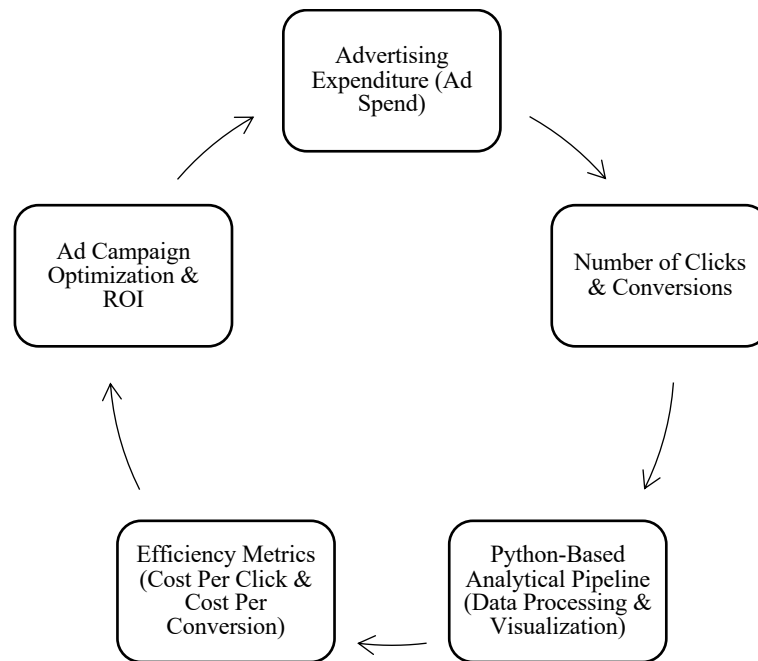 Advertising
Expenditure (Ad
Spend)
Number of Clicks
& Conversions
Python-Based
Analytical Pipeline
(Data Processing &
Visualization)
Efficiency Metrics
(Cost Per Click &
Cost Per
Conversion)
Ad Campaign
Optimization &
ROI